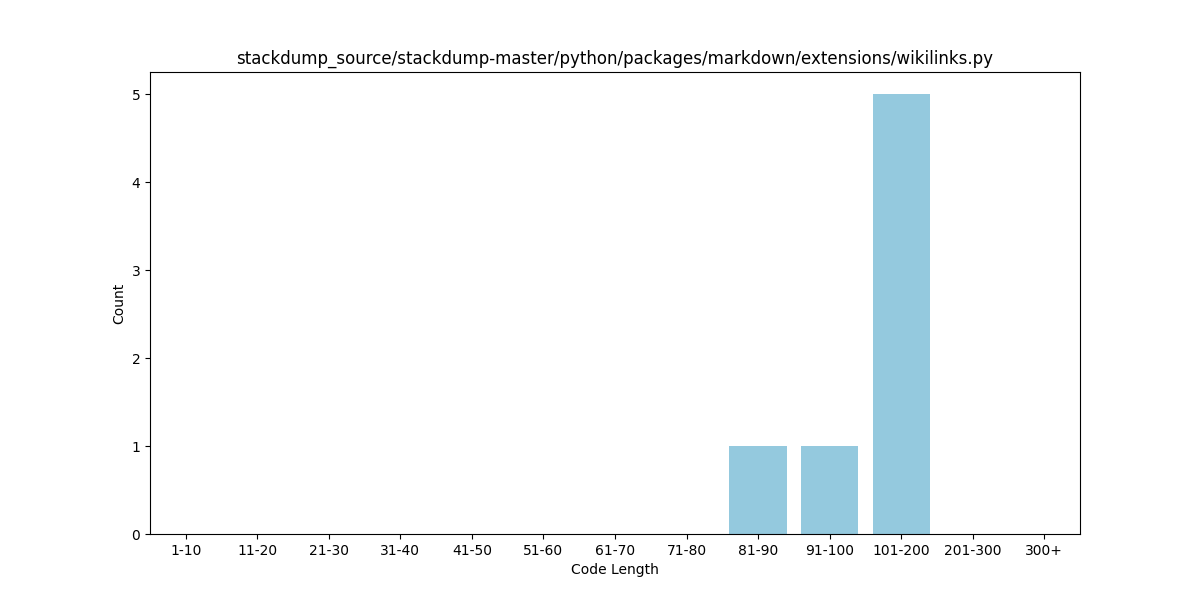 stackdump_source/stackdump-master/python/packages/markdown/extensions/wikilinks.py
5
4
3
2
1
0
Count
1-10 11-20 21-30 31-40 41-50 51-60 61-70 71-80 81-90 91-100 101-200 201-300 300+
Code Length